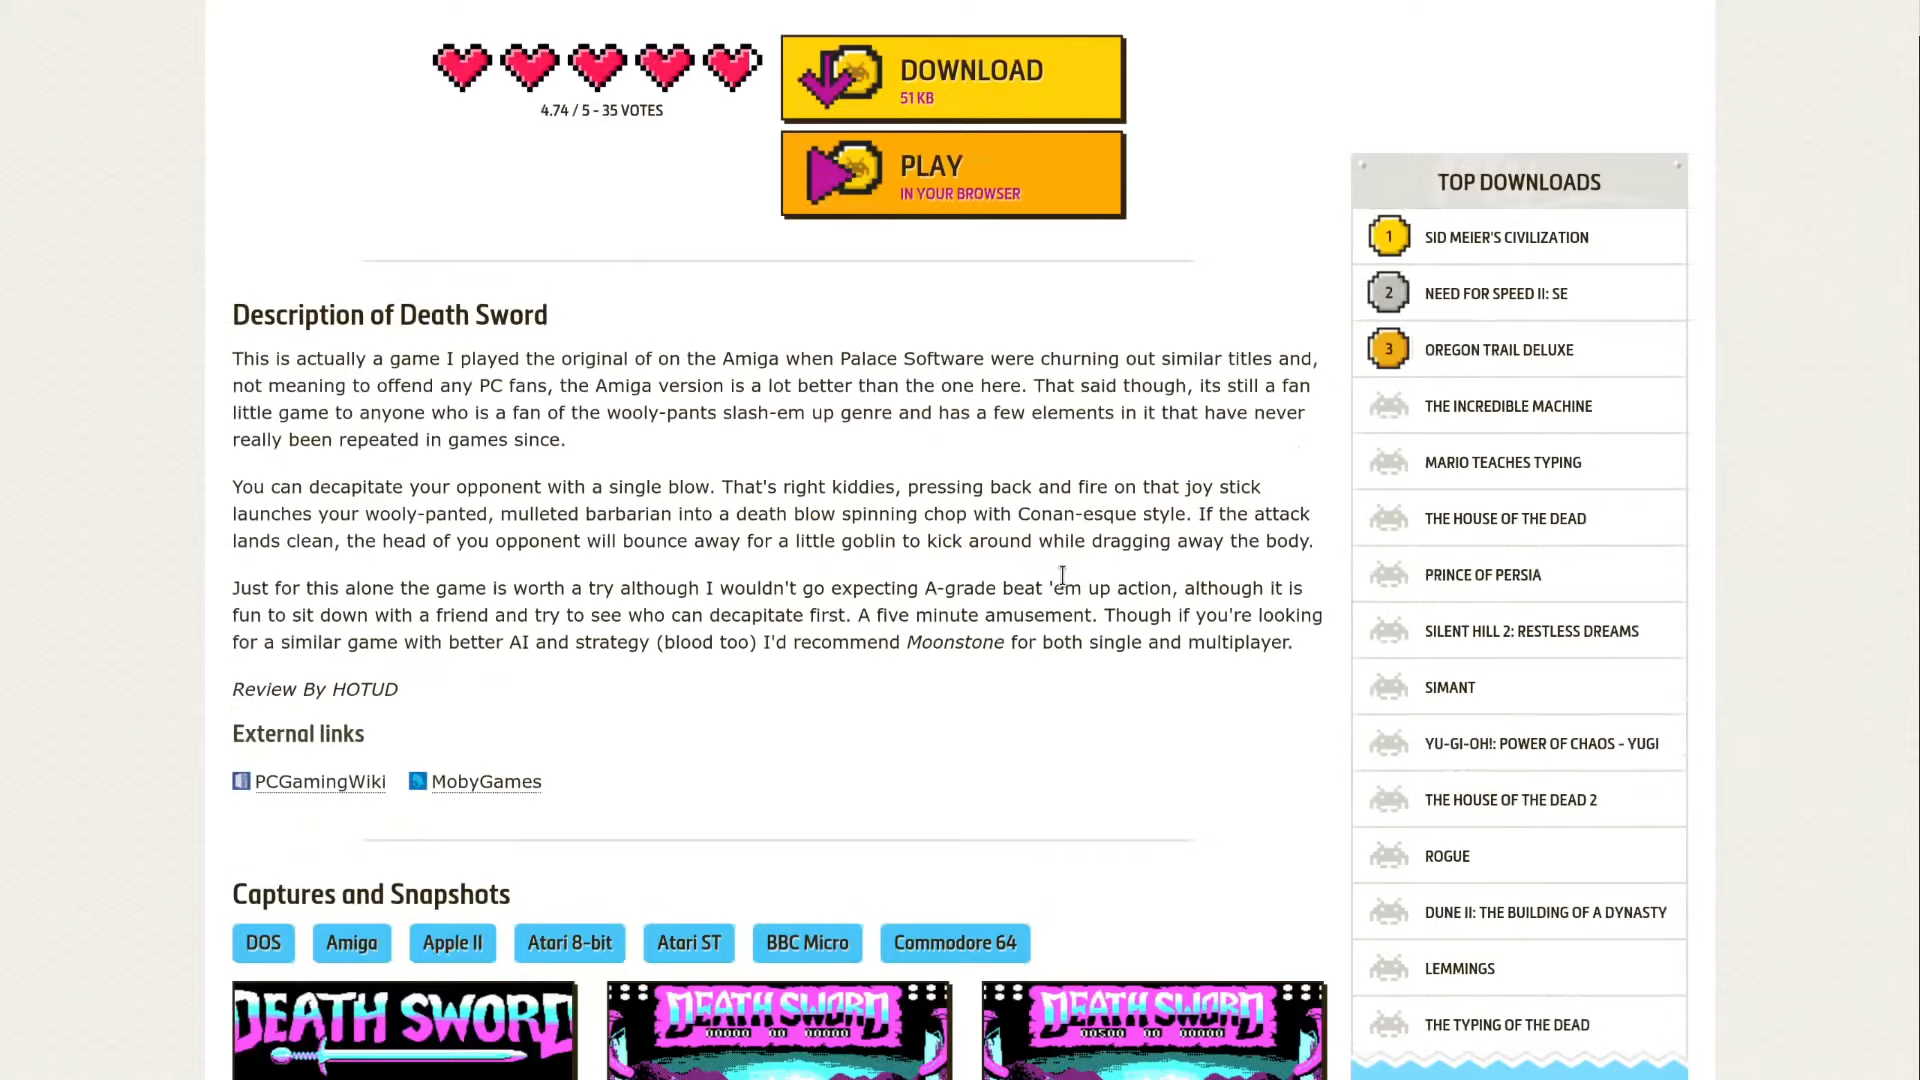 4.74 / 5 - 35 VOTES
DOWNLOAD
51 KB
PLAY
IN YOUR BROWSER
Description of Death Sword
This is actually a game I played the original of on the Amiga when Palace Software were churning out similar titles and,
not meaning to offend any PC fans, the Amiga version is a lot better than the one here. That said though, its still a fan
little game to anyone who is a fan of the wooly-pants slash-em up genre and has a few elements in it that have never
really been repeated in games since.
You can decapitate your opponent with a single blow. That's right kiddies, pressing back and fire on that joy stick
launches your wooly-panted, mulleted barbarian into a death blow spinning chop with Conan-esque style. If the attack
lands clean, the head of you opponent will bounce away for a little goblin to kick around while dragging away the body.
Just for this alone the game is worth a try although I wouldn't go expecting A-grade beat 'em up action, although it is
fun to sit down with a friend and try to see who can decapitate first. A five minute amusement. Though if you're looking
for a similar game with better AI and strategy (blood too) I'd recommend Moonstone for both single and multiplayer.
Review By HOTUD
External links
PCGamingWiki MobyGames
Captures and Snapshots
DOS Amiga Apple II Atari 8-bit Atari ST BBC Micro Commodore 64
DEATH SWORD
DEATH SWORD
00000 00 00000
DEATH SWORD
00500 00 00000
TOP DOWNLOADS
1 SID MEIER'S CIVILIZATION
2 NEED FOR SPEED II: SE
3 OREGON TRAIL DELUXE
THE INCREDIBLE MACHINE
MARIO TEACHES TYPING
THE HOUSE OF THE DEAD
PRINCE OF PERSIA
SILENT HILL 2: RESTLESS DREAMS
SIMANT
YU-GI-OH!: POWER OF CHAOS - YUGI
THE HOUSE OF THE DEAD 2
ROGUE
DUNE II: THE BUILDING OF A DYNASTY
LEMMINGS
THE TYPING OF THE DEAD